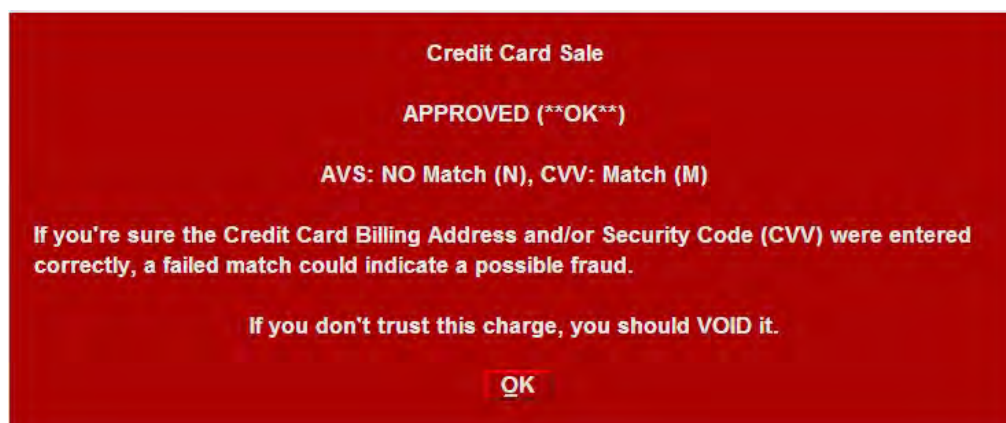 Credit Card Sale
APPROVED (**OK**)
AVS: NO Match (N), CVV: Match (M)
If you're sure the Credit Card Billing Address and/or Security Code (CVV) were entered
correctly, a failed match could indicate a possible fraud.
If you don't trust this charge, you should VOID it.
OK